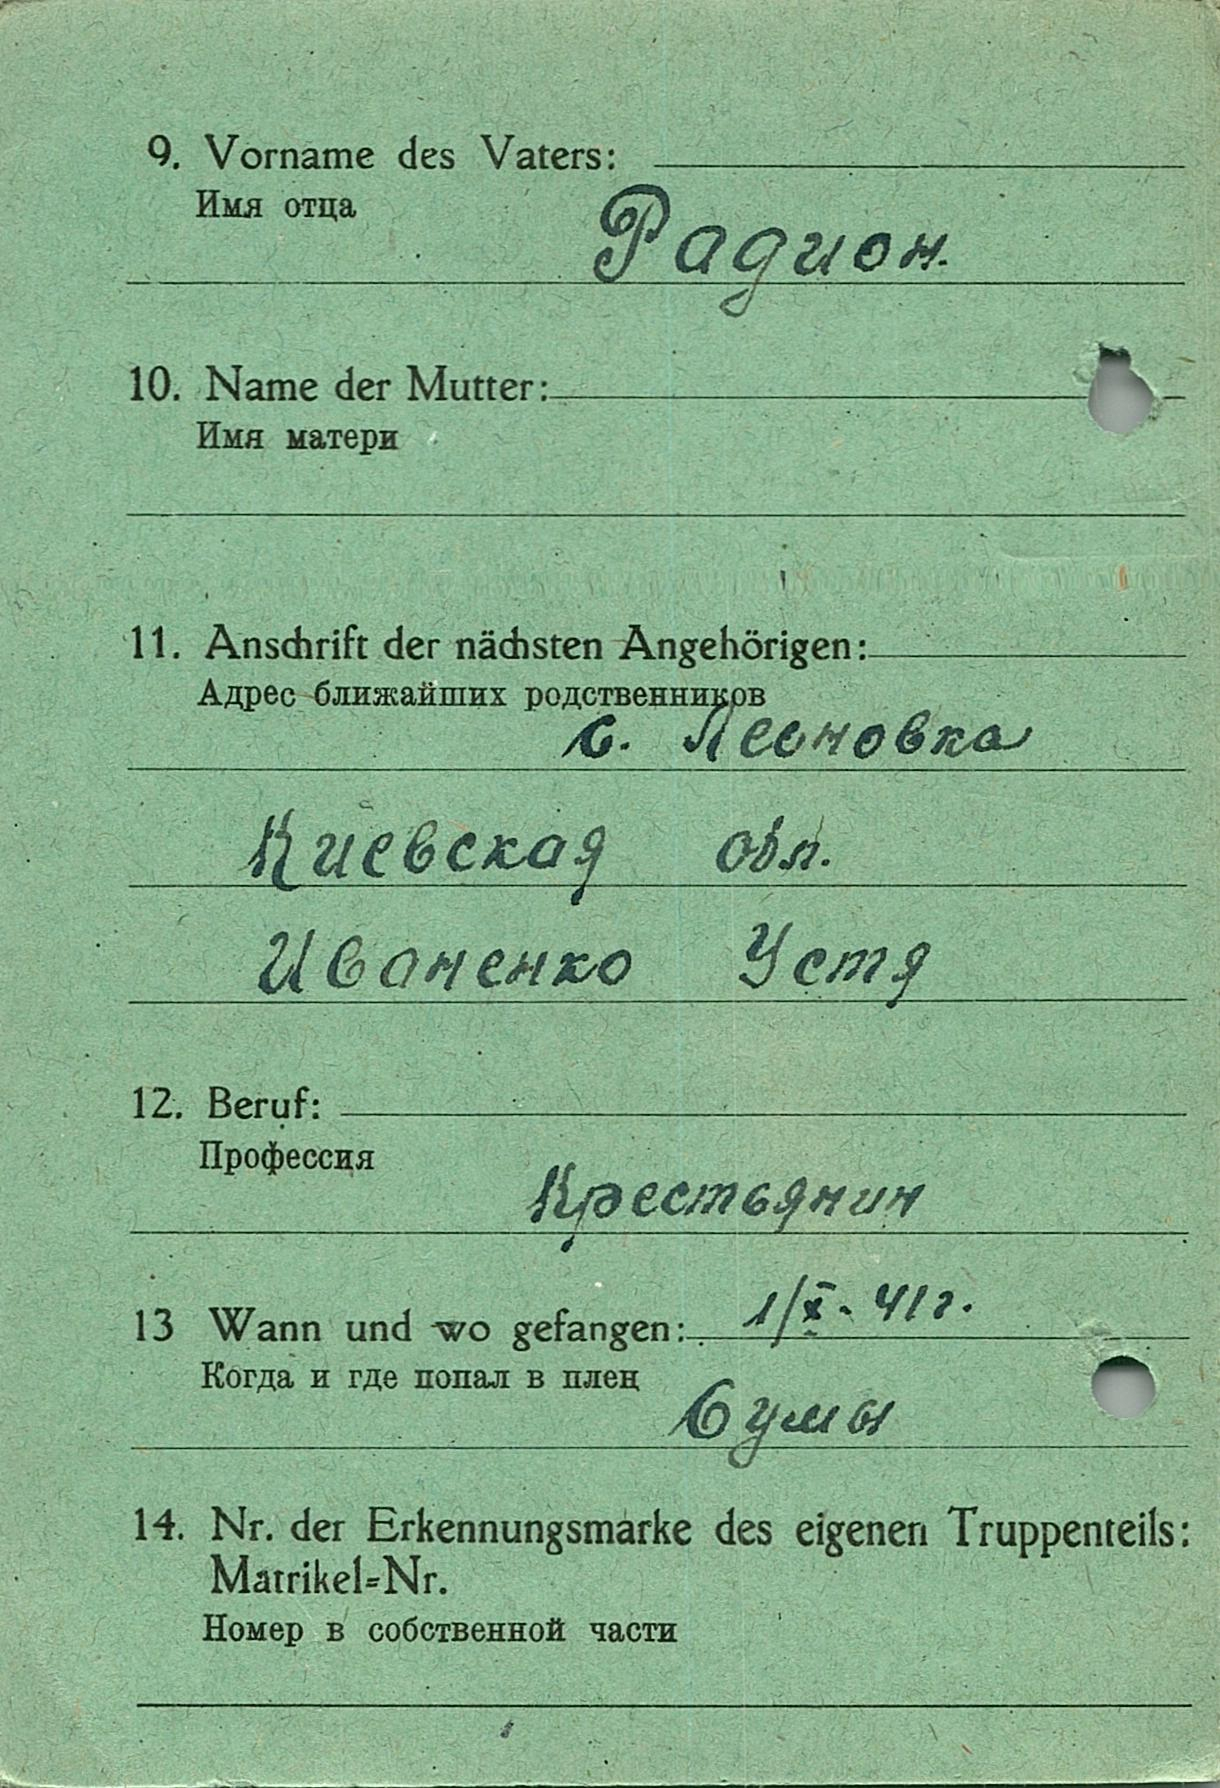 9. Vorname des Vaters:
Имя отца
Радион.
10. Name der Mutter:
Имя матери
11. Anschrift der nächsten Angehörigen:
Адрес ближайших родственников
с. Леоновка
Киевская обл.
Иваненко Устя
12. Beruf:
Профессия
Крестьянин
13 Wann und wo gefangen: 1/X - 41 г.
Когда и где попал в плен
Сумы
14. Nr. der Erkennungsmarke des eigenen Truppenteils:
Matrikel-Nr.
Номер в собственной части